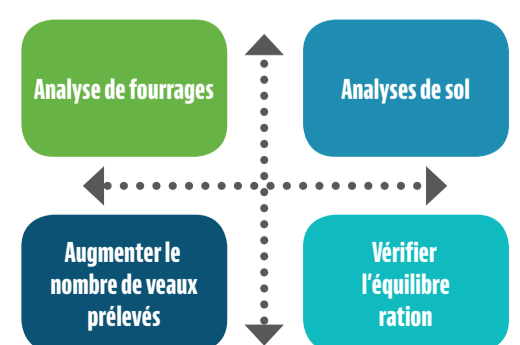 Analyse de fourrages
Analyses de sol
Augmenter le
nombre de veaux
prélevés
Vérifier
l'équilibre
ration